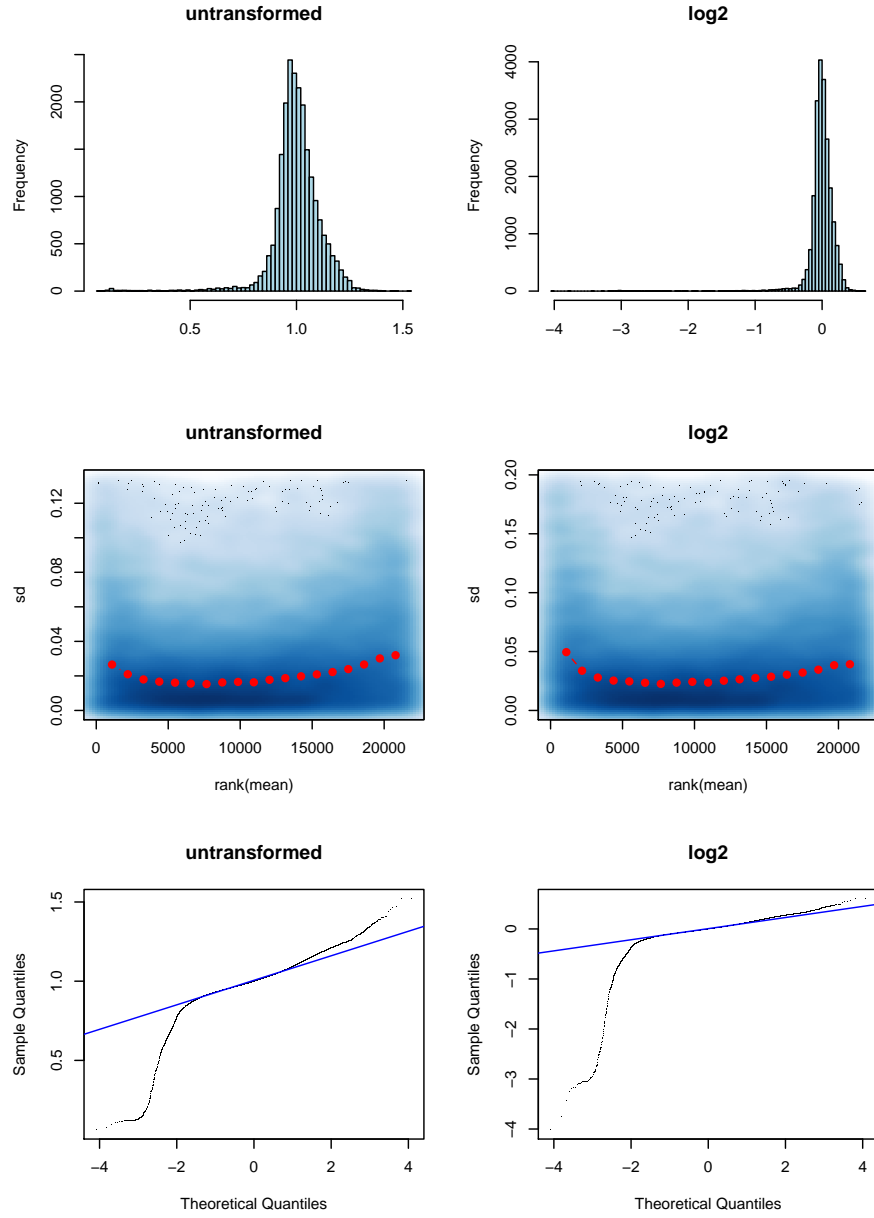 untransformed
log2
Frequency
0 500 1000 2000
0.5 1.0 1.5
Frequency
0 1000 2000 3000 4000
−4 −3 −2 −1 0
untransformed
log2
sd
0.00 0.04 0.08 0.12
0 5000 10000 15000 20000
rank(mean)
sd
0.00 0.05 0.10 0.15 0.20
0 5000 10000 15000 20000
rank(mean)
untransformed
log2
Sample Quantiles
0.5 1.0 1.5
−4 −2 0 2 4
Theoretical Quantiles
Sample Quantiles
−4 −3 −2 −1 0
−4 −2 0 2 4
Theoretical Quantiles